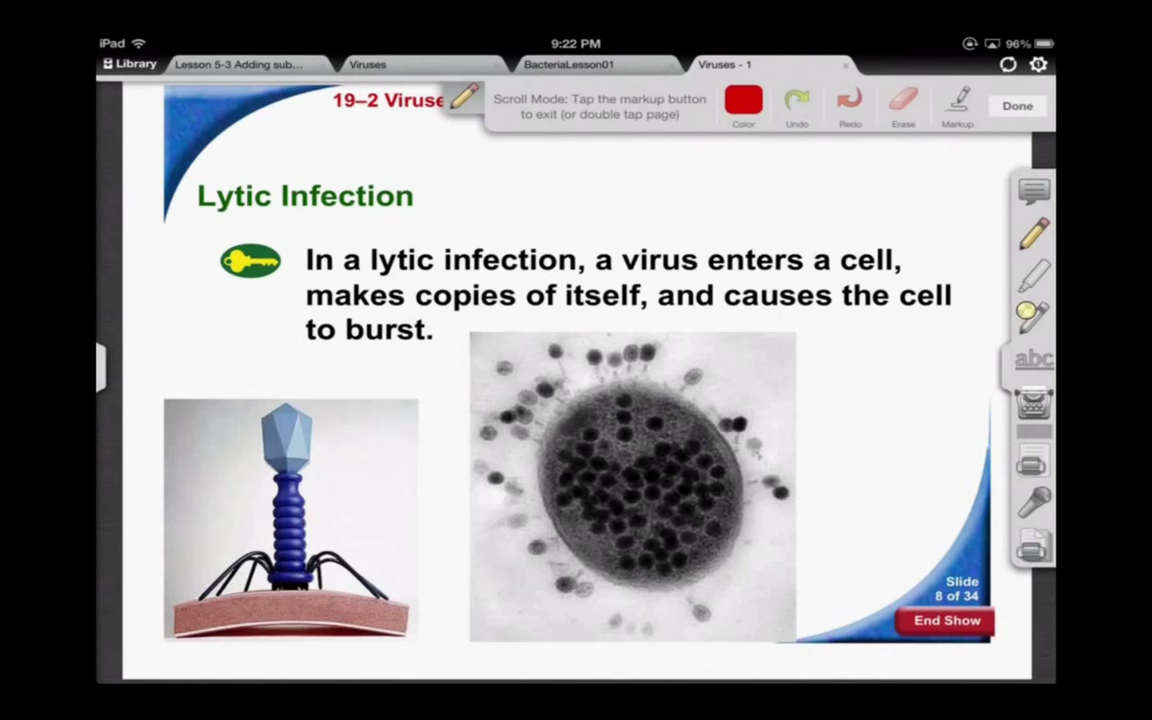 iPad
9:22 PM
96%
Library
Lesson 5-3 Adding sub...
Viruses
BacteriaLesson01
Viruses - 1
19–2 Viruse
Scroll Mode: Tap the markup button
to exit (or double tap page)
Color
Undo
Redo
Erase
Markup
Done
Lytic Infection
In a lytic infection, a virus enters a cell,
makes copies of itself, and causes the cell
to burst.
abc
Slide
8 of 34
End Show